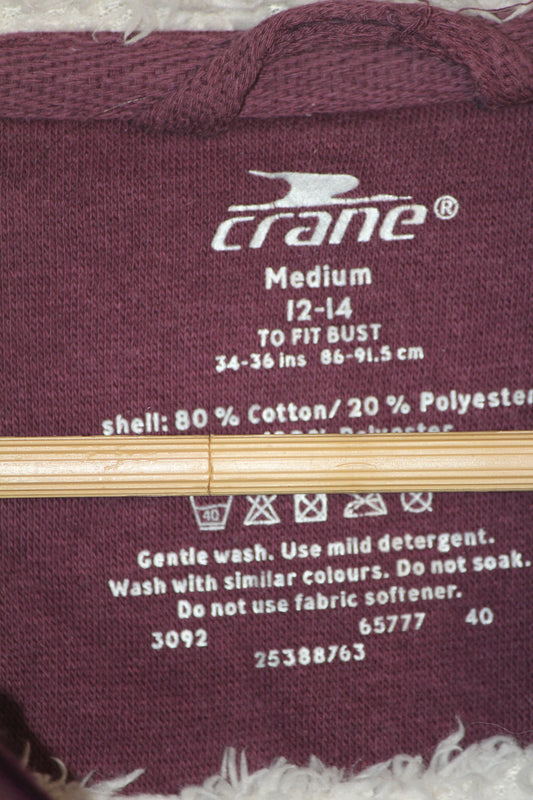 crane®
Medium
12-14
TO FIT BUST
34-36 ins 86-91.5 cm
shell: 80 % Cotton/ 20 % Polyester
Polyester
40
Gentle wash. Use mild detergent.
Wash with similar colours. Do not soak.
Do not use fabric softener.
3092 65777 40
25388763